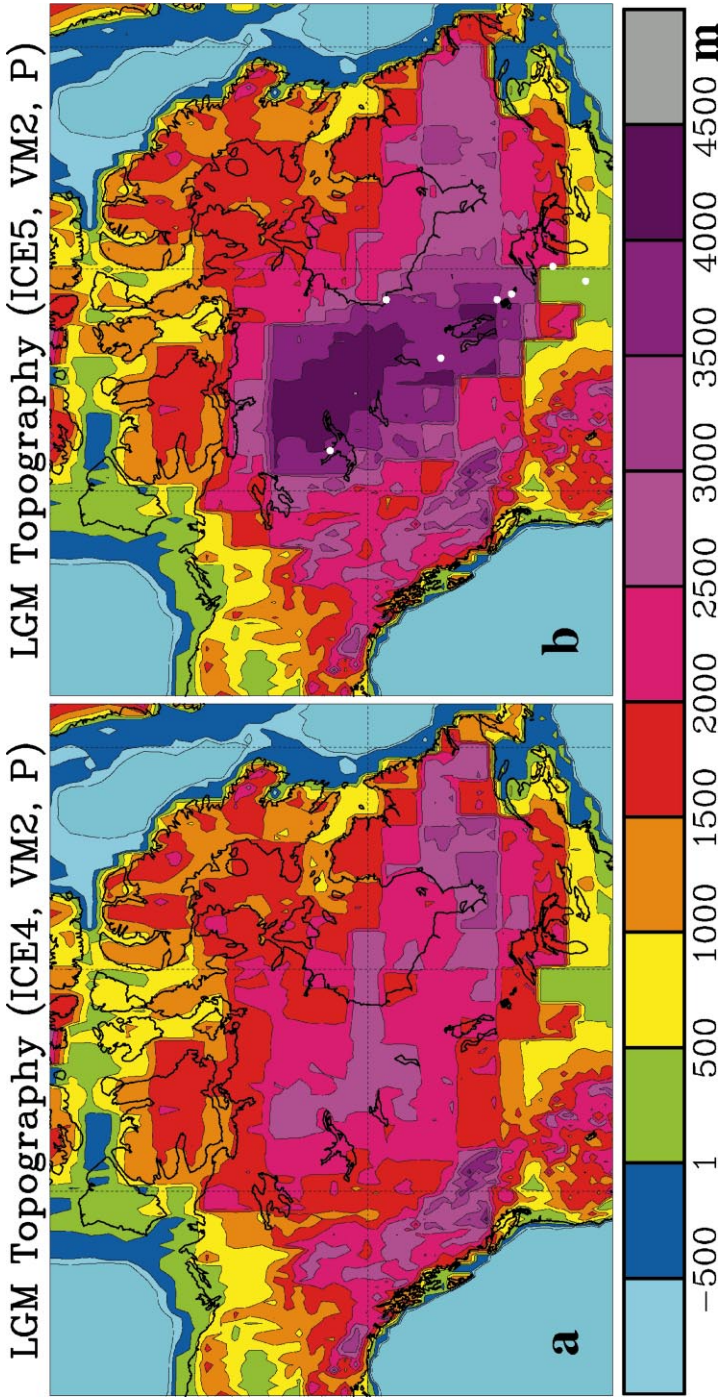 LGM Topography (ICE4, VM2, P)
a
LGM Topography (ICE5, VM2, P)
b
−500 1 500 1000 1500 2000 2500 3000 3500 4000 4500 m